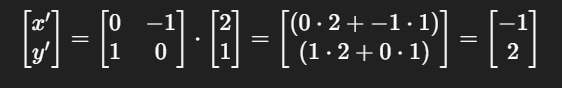 [x′ y′] = [0 −1; 1 0] · [2; 1] = [(0 · 2 + −1 · 1); (1 · 2 + 0 · 1)] = [−1; 2]